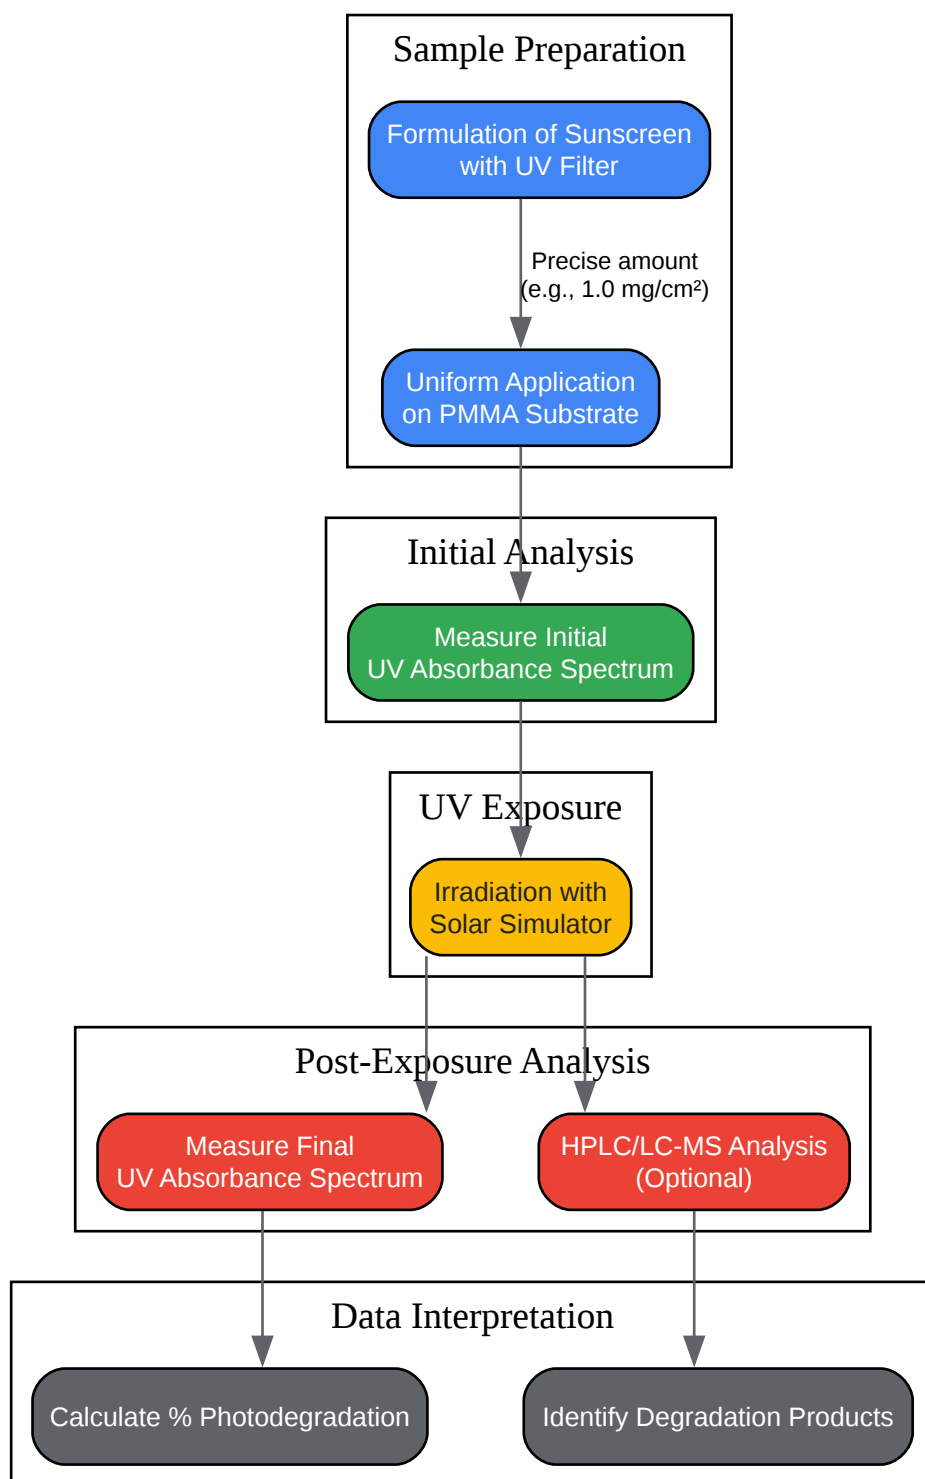 Sample Preparation
Formulation of Sunscreen
with UV Filter
Precise amount
(e.g., 1.0 mg/cm²)
Uniform Application
on PMMA Substrate
Initial Analysis
Measure Initial
UV Absorbance Spectrum
UV Exposure
Irradiation with
Solar Simulator
Post-Exposure Analysis
Measure Final
UV Absorbance Spectrum
HPLC/LC-MS Analysis
(Optional)
Data Interpretation
Calculate % Photodegradation
Identify Degradation Products